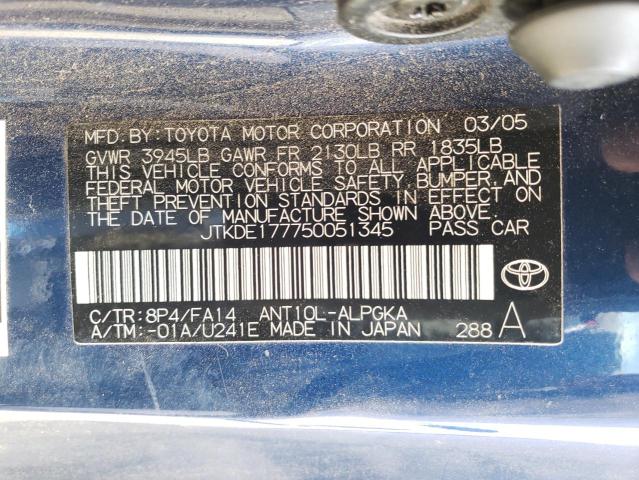 MFD. BY: TOYOTA MOTOR CORPORATION 03/05
GVWR 3945LB GAWR FR 2130LB RR 1835LB
THIS VEHICLE CONFORMS TO ALL APPLICABLE
FEDERAL MOTOR VEHICLE SAFETY, BUMPER, AND
THEFT PREVENTION STANDARDS IN EFFECT ON
THE DATE OF MANUFACTURE SHOWN ABOVE.
JTKDE177750051345 PASS CAR
C/TR:8P4/FA14 ANT10L-ALPGKA
A/TM:-01A/U241E MADE IN JAPAN 288 A